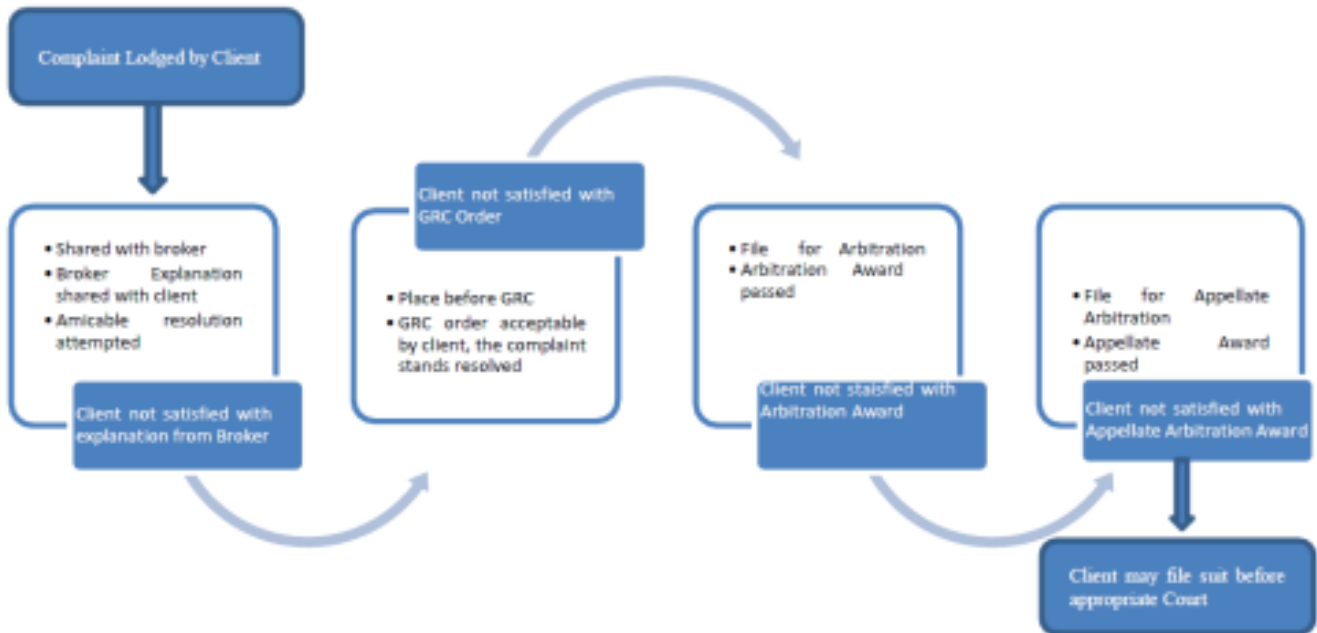 Complaint Lodged by Client
▪ Shared with broker
▪ Broker Explanation
shared with client
▪ Amicable resolution
attempted
Client not satisfied with
explanation from Broker
Client not satisfied with
GRC Order
▪ Place before GRC
▪ GRC order acceptable
by client, the complaint
stands resolved
▪ File for Arbitration
▪ Arbitration Award
passed
Client not staisfied with
Arbitration Award
▪ File for Appellate
Arbitration
▪ Appellate Award
passed
Client not satisfied with
Appellate Arbitration Award
Client may file suit before
appropriate Court